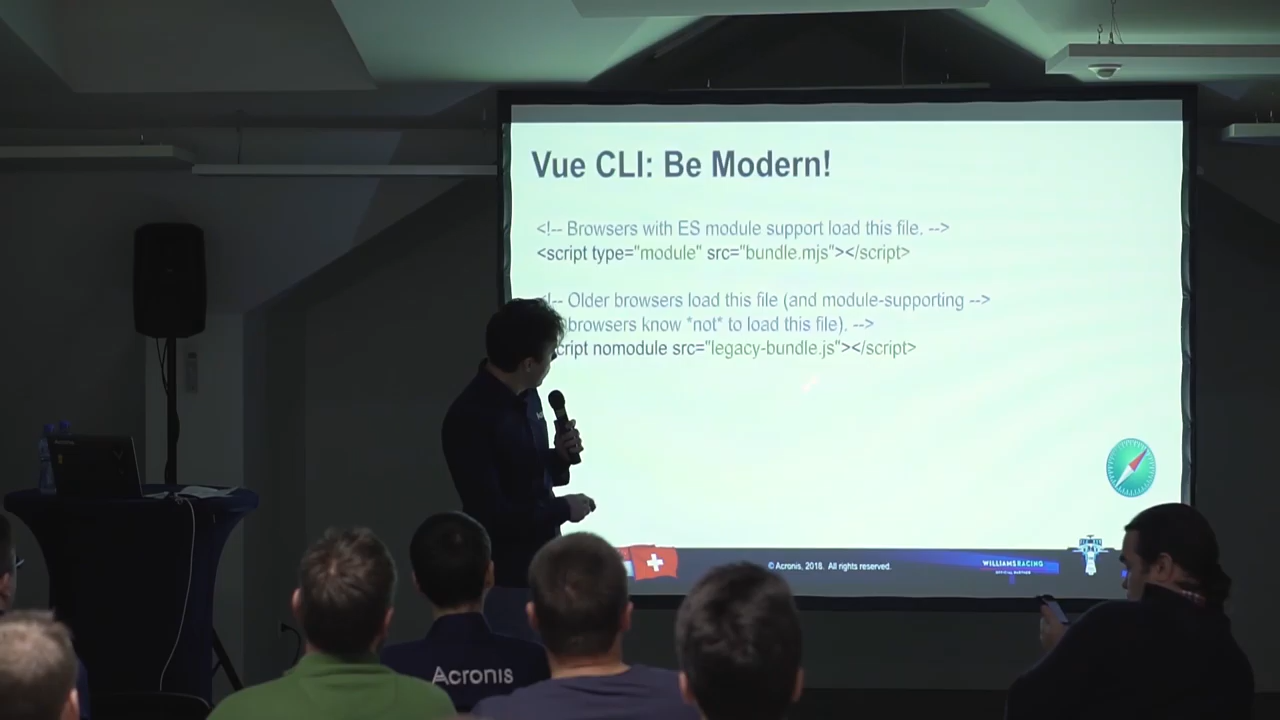 Vue CLI: Be Modern!
<!-- Browsers with ES module support load this file. -->
<script type="module" src="bundle.mjs"></script>
-- Older browsers load this file (and module-supporting -->
browsers know *not* to load this file). -->
cript nomodule src="legacy-bundle.js"></script>
© Acronis, 2018. All rights reserved.
WILLIAMS RACING
OFFICIAL PARTNER
Acronis